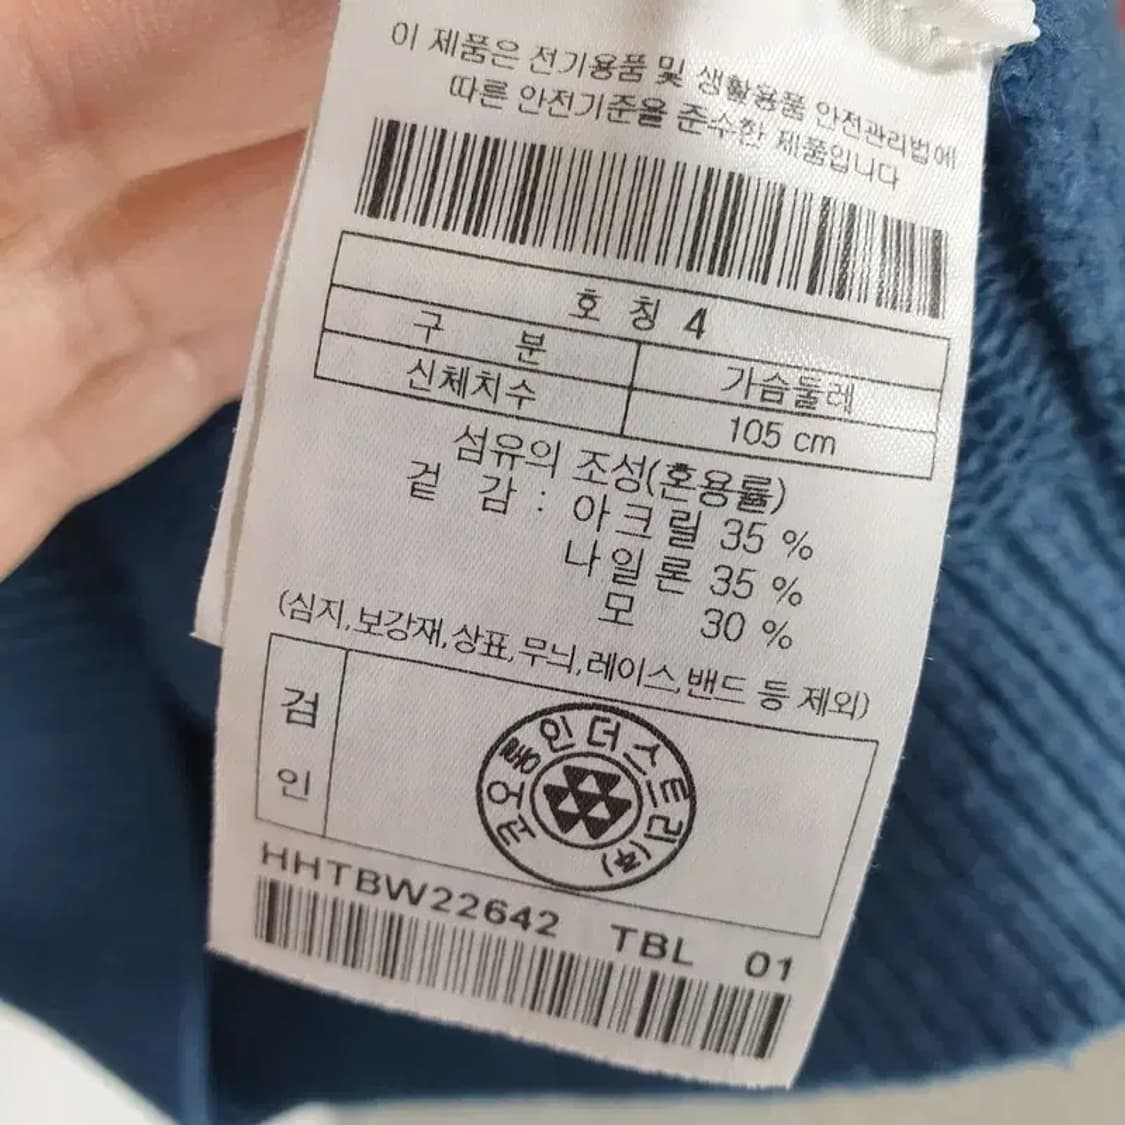 이 제품은 전기용품 및 생활용품 안전관리법에
따른 안전기준을 준수한 제품입니다
호 칭 4
구 분 가슴둘레
신체치수 105 cm
섬유의 조성(혼용률)
겉 감 : 아크릴 35 %
나일론 35 %
모 30 %
(심지,보강재,상표,무늬,레이스,밴드 등 제외)
검
인
코오롱인더스트리(주)
HHTBW22642 TBL 01